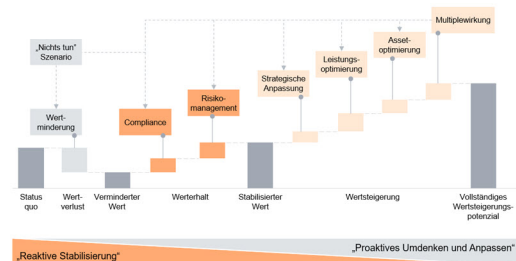 Multiplewirkung
Asset-
optimierung
„Nichts tun“
Szenario
Leistungs-
optimierung
Strategische
Anpassung
Risiko-
management
Wert-
minderung
Compliance
Status
quo
Wert-
verlust
Verminderter
Wert
Werterhalt
Stabilisierter
Wert
Wertsteigerung
Vollständiges
Wertsteigerungs-
potenzial
„Proaktives Umdenken und Anpassen“
„Reaktive Stabilisierung“